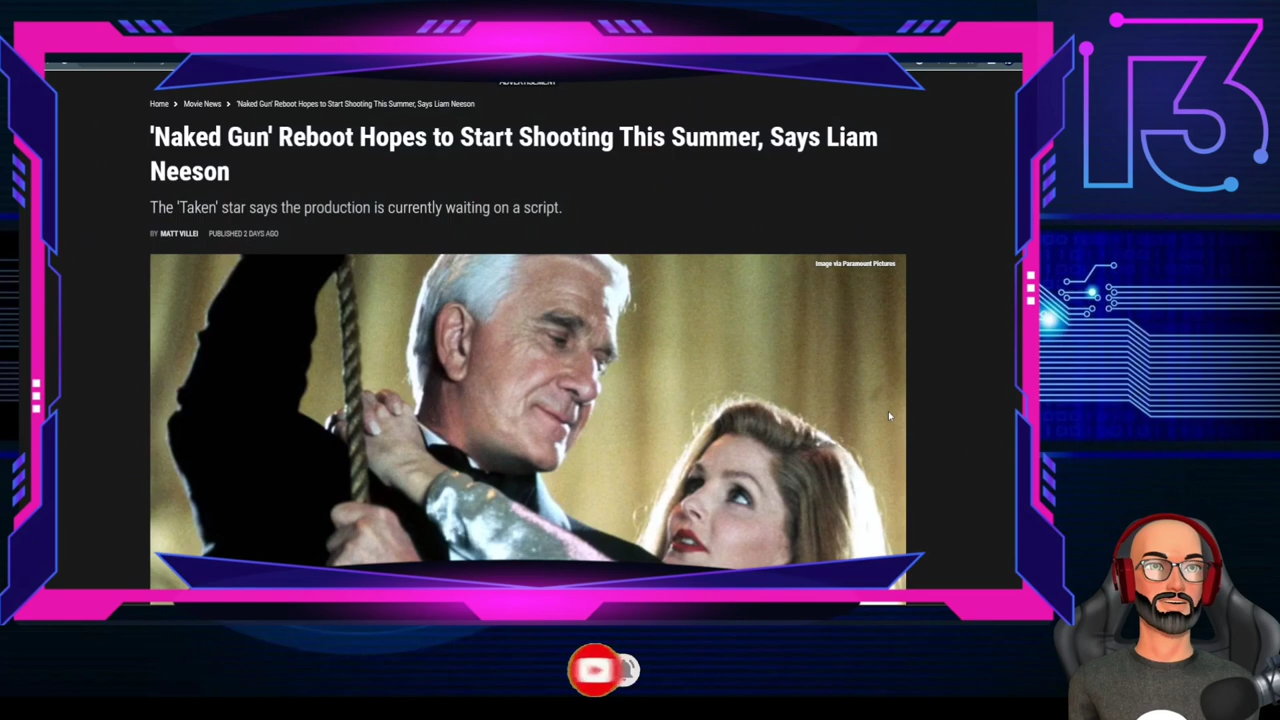 ADVERTISEMENT
13
Home > Movie News > 'Naked Gun' Reboot Hopes to Start Shooting This Summer, Says Liam Neeson
'Naked Gun' Reboot Hopes to Start Shooting This Summer, Says Liam
Neeson
The 'Taken' star says the production is currently waiting on a script.
BY MATT VILLEI PUBLISHED 2 DAYS AGO
Image via Paramount Pictures